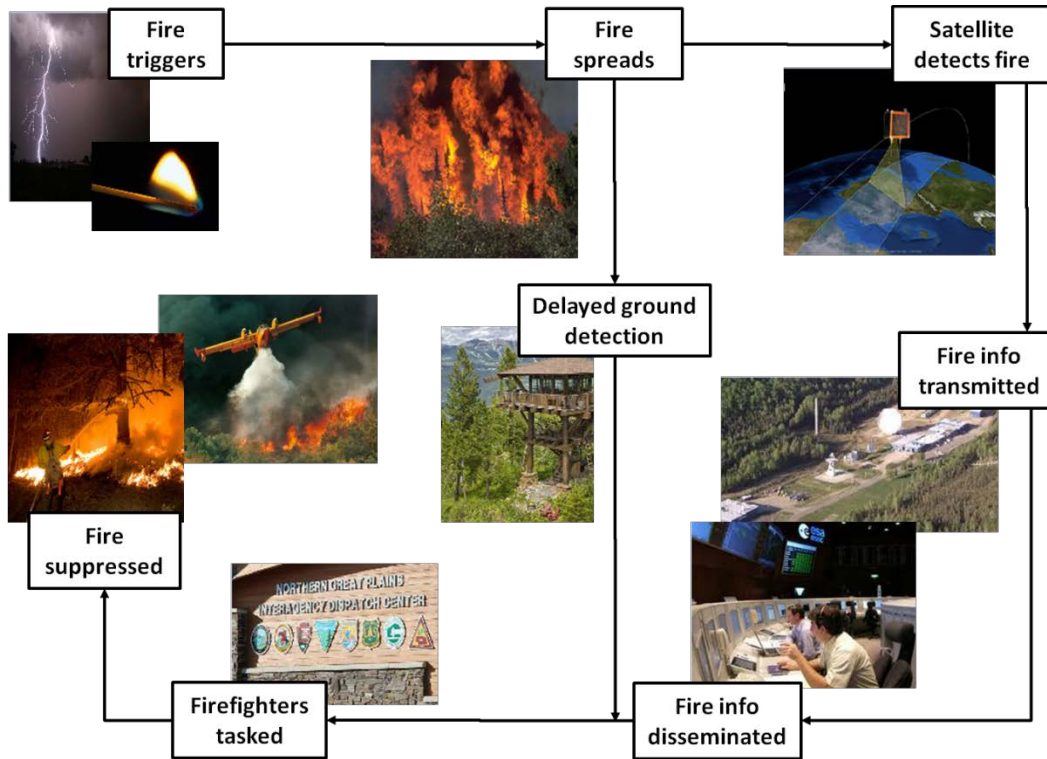 Fire
triggers
Fire
spreads
Satellite
detects fire
Delayed ground
detection
Fire info
transmitted
Fire
suppressed
NORTHERN GREAT PLAINS
INTERAGENCY DISPATCH CENTER
esa
Firefighters
tasked
Fire info
disseminated